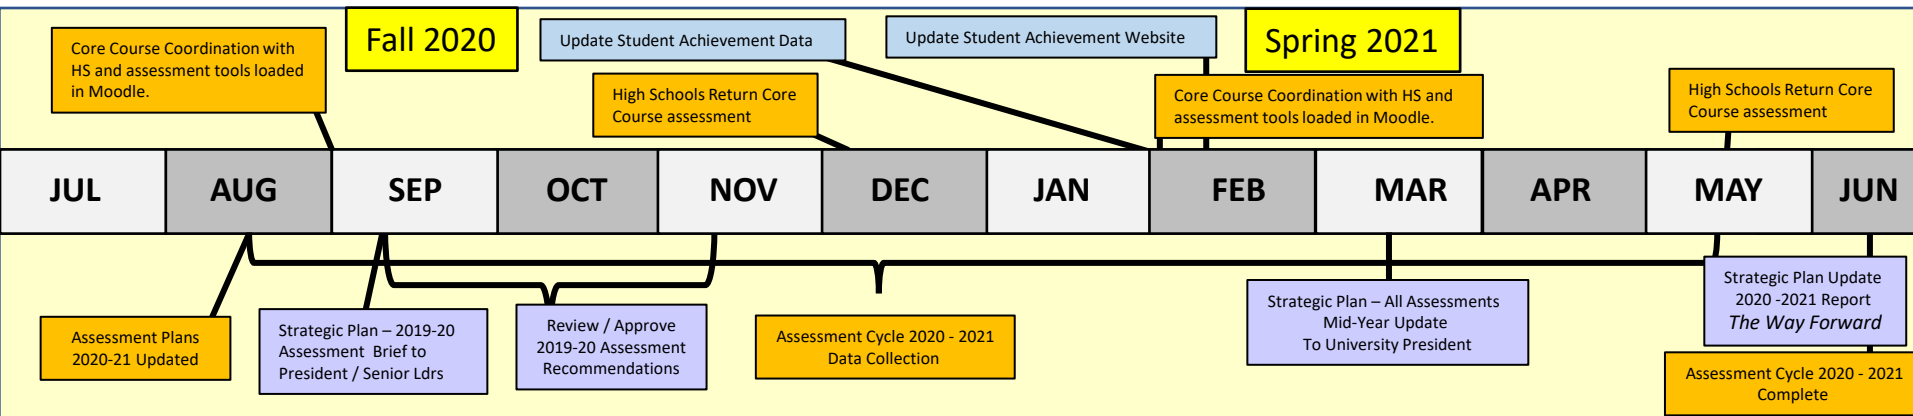 Core Course Coordination with
HS and assessment tools loaded
in Moodle.
Fall 2020
Update Student Achievement Data
High Schools Return Core
Course assessment
Update Student Achievement Website
Spring 2021
Core Course Coordination with HS and
assessment tools loaded in Moodle.
High Schools Return Core
Course assessment
JUL AUG SEP OCT NOV DEC JAN FEB MAR APR MAY JUN
Assessment Plans
2020-21 Updated
Strategic Plan – 2019-20
Assessment Brief to
President / Senior Ldrs
Review / Approve
2019-20 Assessment
Recommendations
Assessment Cycle 2020 - 2021
Data Collection
Strategic Plan – All Assessments
Mid-Year Update
To University President
Strategic Plan Update
2020 -2021 Report
The Way Forward
Assessment Cycle 2020 - 2021
Complete